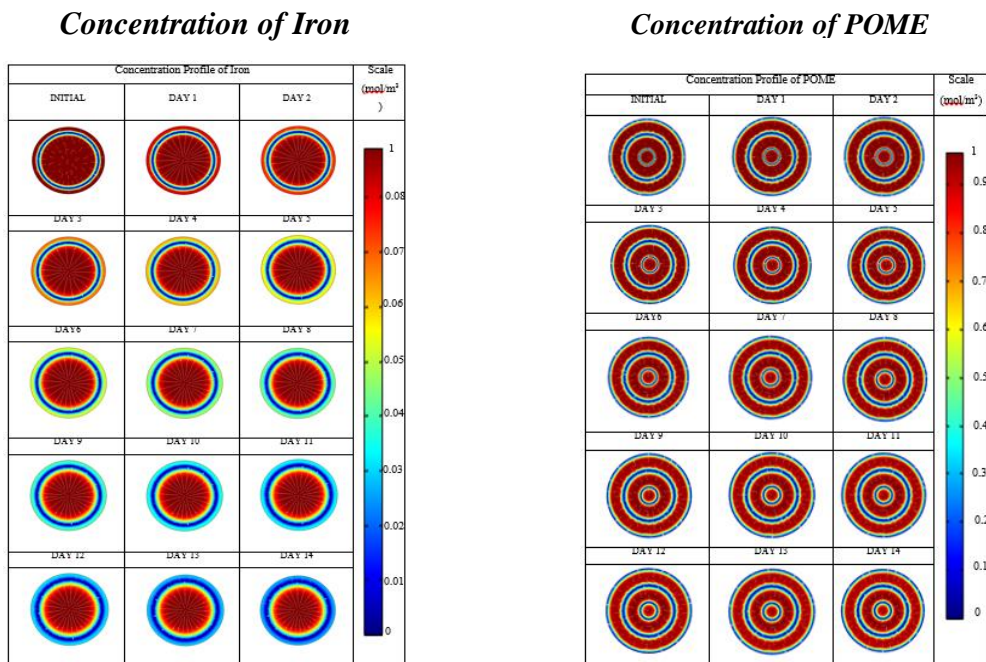 Concentration of Iron
Concentration Profile of Iron
Scale
(mol/m³
)
INITIAL
DAY 1
DAY 2
DAY 3
DAY 4
DAY 5
DAY6
DAY 7
DAY 8
DAY 9
DAY 10
DAY 11
DAY 12
DAY 13
DAY 14
1
0.08
0.07
0.06
0.05
0.04
0.03
0.02
0.01
0
Concentration of POME
Concentration Profile of POME
Scale
(mol/m³)
INITIAL
DAY 1
DAY 2
DAY 3
DAY 4
DAY 5
DAY6
DAY 7
DAY 8
DAY 9
DAY 10
DAY 11
DAY 12
DAY 13
DAY 14
1
0.9
0.8
0.7
0.6
0.5
0.4
0.3
0.2
0.1
0